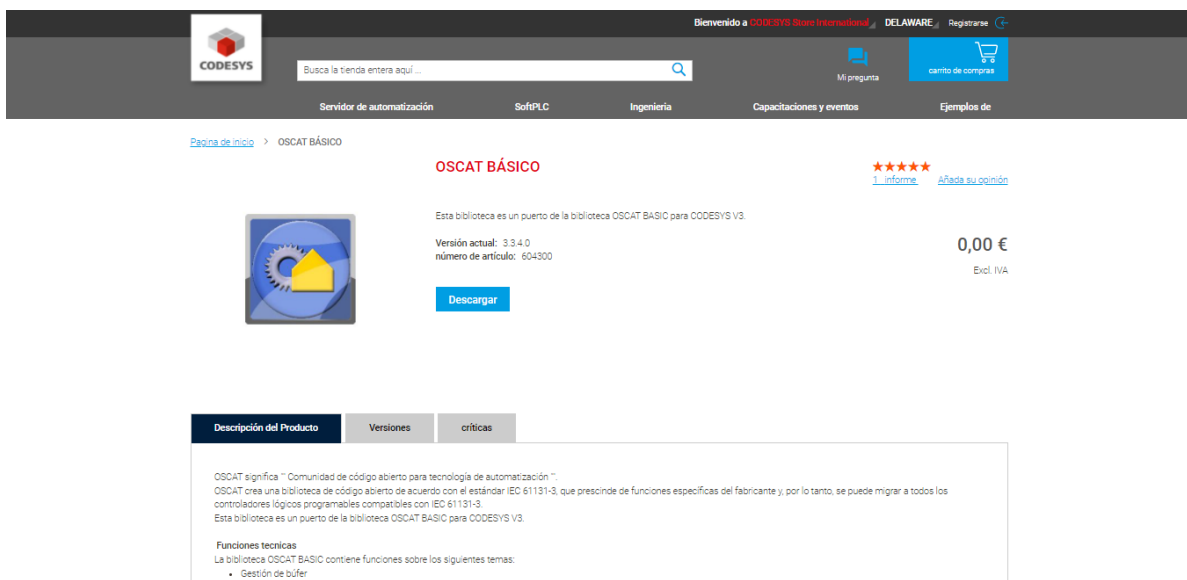 Bienvenido a CODESYS Store International DELAWARE Registrarse
CODESYS
Busca la tienda entera aquí ...
Mi pregunta
carrito de compras
Servidor de automatización SoftPLC Ingeniería Capacitaciones y eventos Ejemplos de
Pagina de inicio > OSCAT BÁSICO
OSCAT BÁSICO
1 informe Añada su opinión
Esta biblioteca es un puerto de la biblioteca OSCAT BASIC para CODESYS V3.
Versión actual: 3.3.4.0
número de artículo: 604300
0,00 €
Excl. IVA
Descargar
Descripción del Producto Versiones críticas
OSCAT significa "" Comunidad de código abierto para tecnología de automatización "".
OSCAT crea una biblioteca de código abierto de acuerdo con el estándar IEC 61131-3, que prescinde de funciones específicas del fabricante y, por lo tanto, se puede migrar a todos los
controladores lógicos programables compatibles con IEC 61131-3.
Esta biblioteca es un puerto de la biblioteca OSCAT BASIC para CODESYS V3.
Funciones tecnicas
La biblioteca OSCAT BASIC contiene funciones sobre los siguientes temas:
• Gestión de búfer